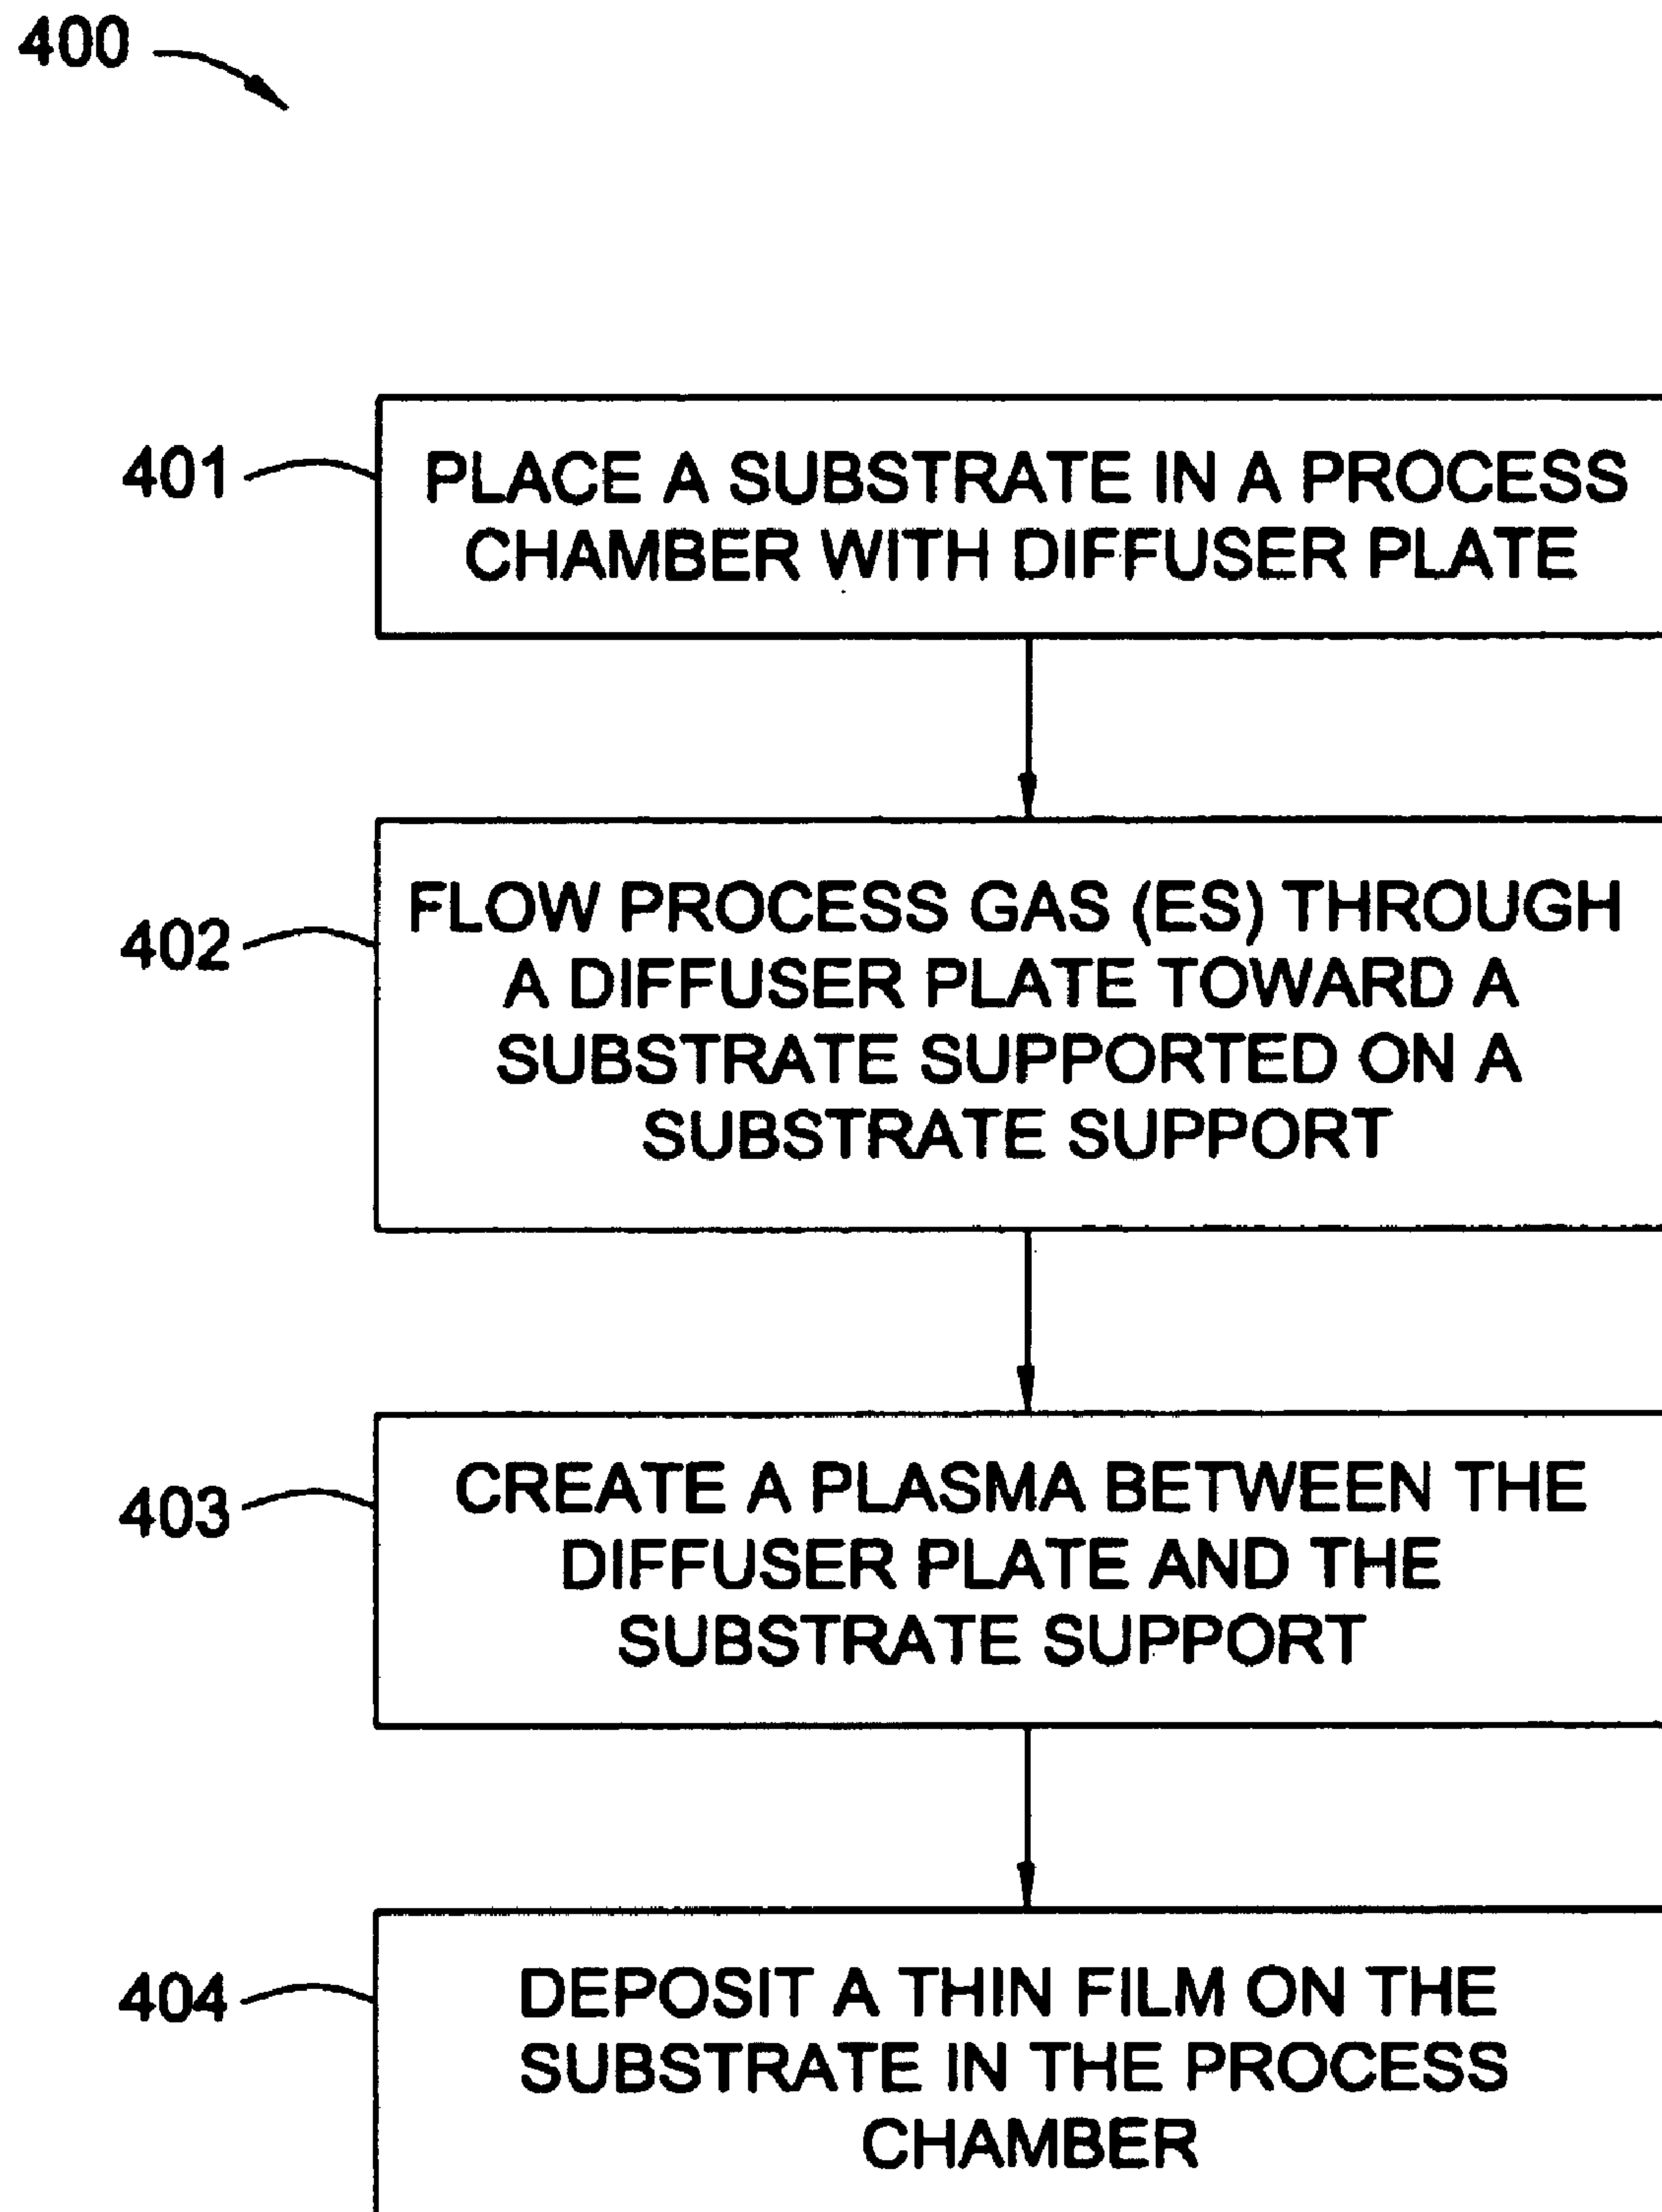 400
401
PLACE A SUBSTRATE IN A PROCESS
CHAMBER WITH DIFFUSER PLATE
402
FLOW PROCESS GAS (ES) THROUGH
A DIFFUSER PLATE TOWARD A
SUBSTRATE SUPPORTED ON A
SUBSTRATE SUPPORT
403
CREATE A PLASMA BETWEEN THE
DIFFUSER PLATE AND THE
SUBSTRATE SUPPORT
404
DEPOSIT A THIN FILM ON THE
SUBSTRATE IN THE PROCESS
CHAMBER